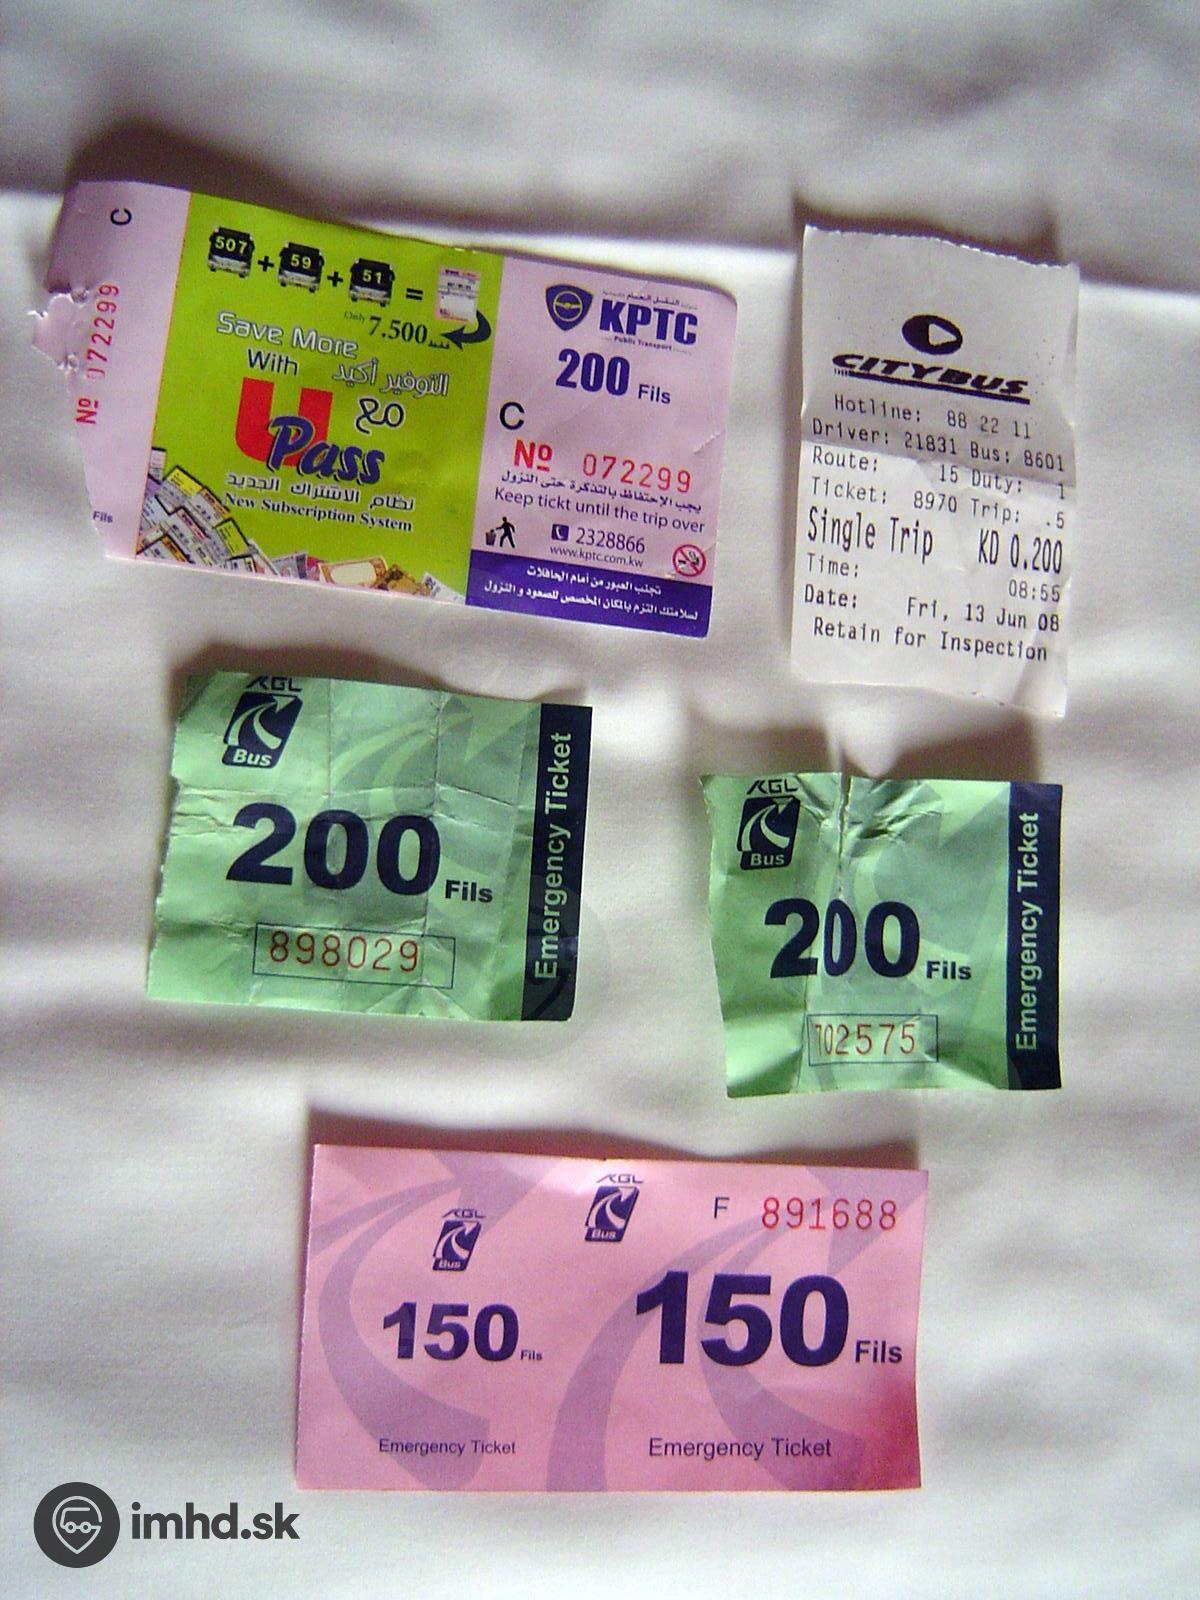 C
Nº 072299
Fils
507 + 59 + 51 =
Only 7.500 فقط
Save More
With
التوفير أكيد
مع
U Pass
نظام الاشتراك الجديد
New Subscription System
KPTC
Public Transport
200 Fils
C
Nº 072299
يجب الإحتفاظ بالتذكرة حتى النزول
Keep tickt until the trip over
2328866
www.kptc.com.kw
تجنب العبور من أمام الحافلات
لسلامتك التزم بالمكان المخصص للصعود و النزول
CITYBUS
Hotline: 88 22 11
Driver: 21831 Bus: 8601
Route: 15 Duty: 1
Ticket: 8970 Trip: .5
Single Trip KD 0.200
Time: 08:55
Date: Fri, 13 Jun 08
Retain for Inspection
KGL
Bus
200 Fils
898029
Emergency Ticket
KGL
Bus
200 Fils
702575
Emergency Ticket
KGL
Bus
150 Fils
Emergency Ticket
KGL
Bus
F 891688
150 Fils
Emergency Ticket
imhd.sk